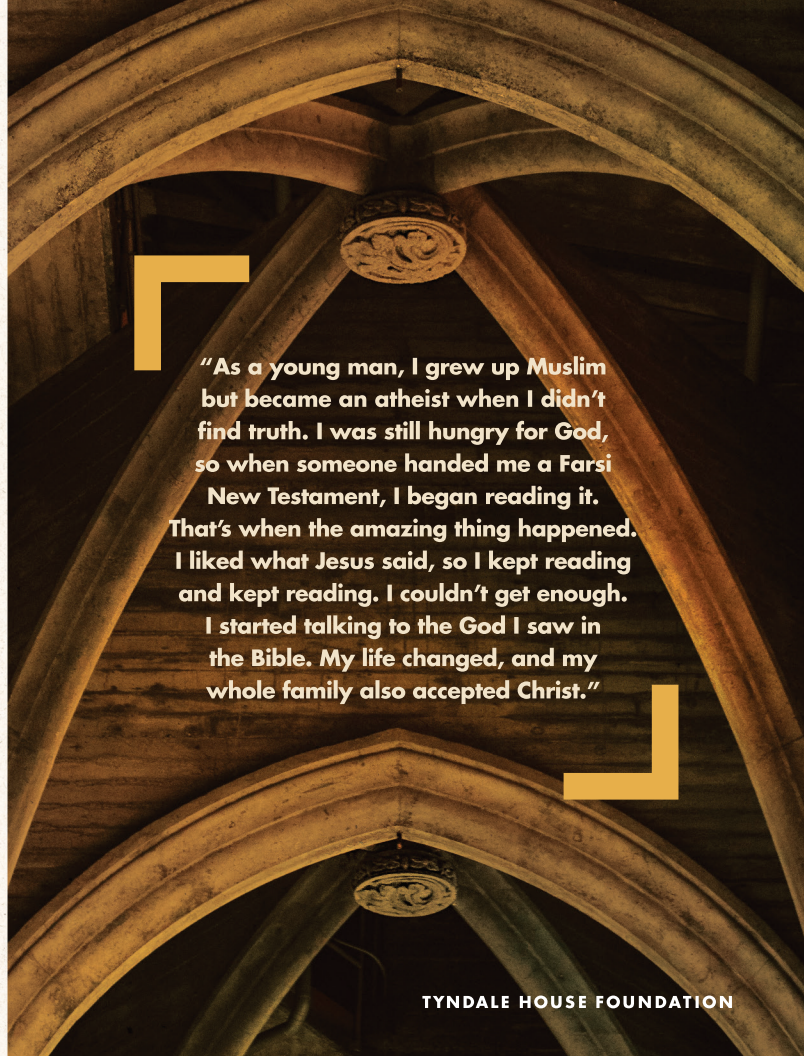 “As a young man, I grew up Muslim
but became an atheist when I didn’t
find truth. I was still hungry for God,
so when someone handed me a Farsi
New Testament, I began reading it.
That’s when the amazing thing happened.
I liked what Jesus said, so I kept reading
and kept reading. I couldn’t get enough.
I started talking to the God I saw in
the Bible. My life changed, and my
whole family also accepted Christ.”
TYNDALE HOUSE FOUNDATION